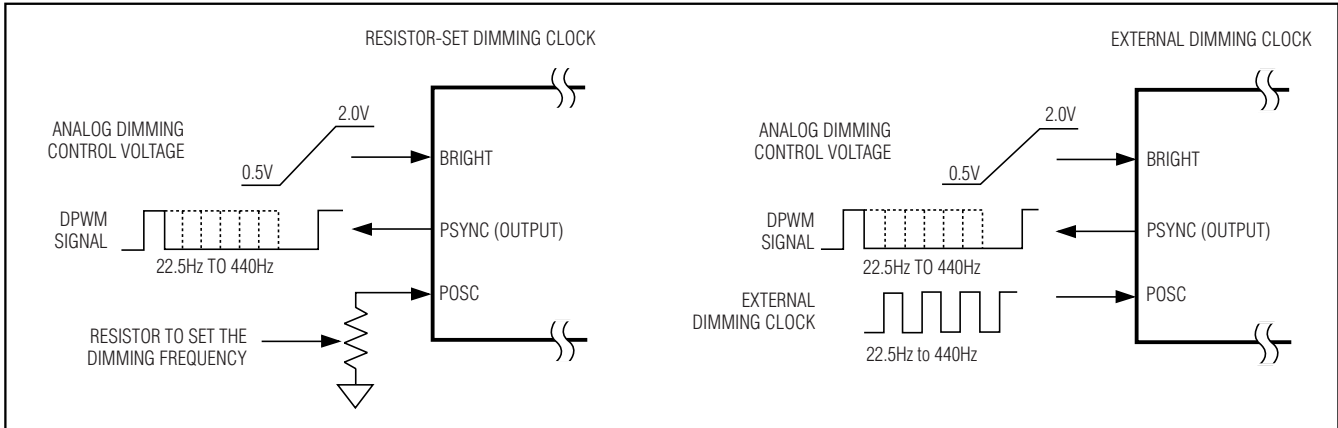 RESISTOR-SET DIMMING CLOCK
ANALOG DIMMING
CONTROL VOLTAGE
0.5V
2.0V
BRIGHT
DPWM
SIGNAL
22.5Hz TO 440Hz
PSYNC (OUTPUT)
POSC
RESISTOR TO SET THE
DIMMING FREQUENCY
EXTERNAL DIMMING CLOCK
ANALOG DIMMING
CONTROL VOLTAGE
0.5V
2.0V
BRIGHT
DPWM
SIGNAL
22.5Hz TO 440Hz
PSYNC (OUTPUT)
EXTERNAL
DIMMING CLOCK
22.5Hz to 440Hz
POSC